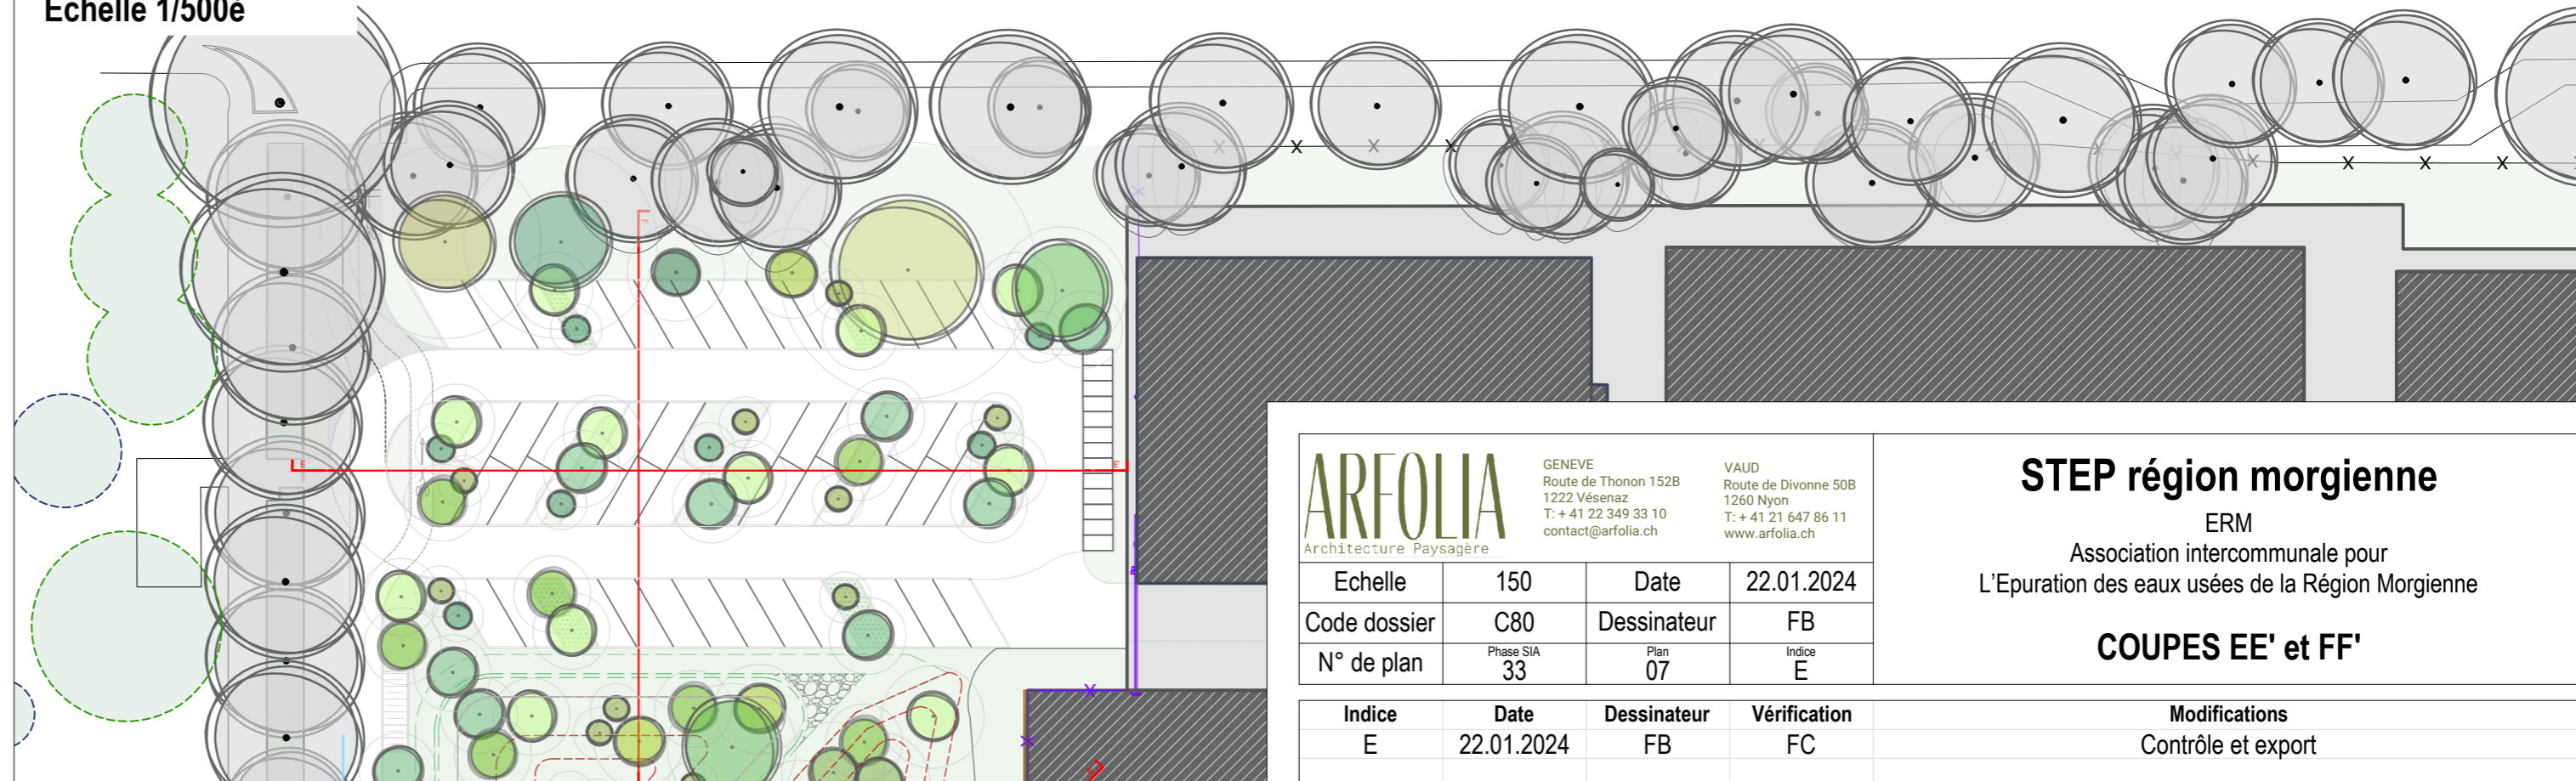 Echelle 1/500è
E
E'
ARFOLIA
Architecture Paysagère
GENEVE
Route de Thonon 152B
1222 Vésenaz
T: + 41 22 349 33 10
contact@arfolia.ch
VAUD
Route de Divonne 50B
1260 Nyon
T: + 41 21 647 86 11
www.arfolia.ch
STEP région morgienne
ERM
Association intercommunale pour
L'Epuration des eaux usées de la Région Morgienne
COUPES EE' et FF'
Echelle 150 Date 22.01.2024
Code dossier C80 Dessinateur FB
N° de plan Phase SIA 33 Plan 07 Indice E
Indice Date Dessinateur Vérification Modifications
E 22.01.2024 FB FC Contrôle et export